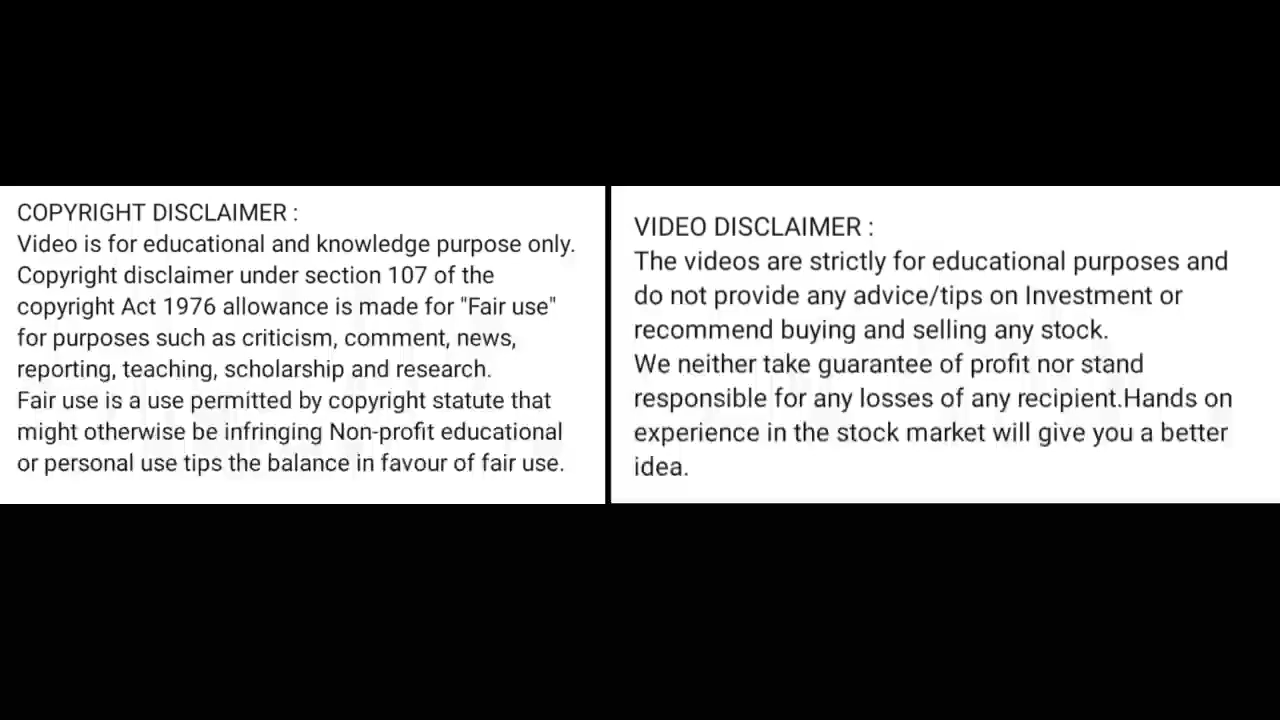 COPYRIGHT DISCLAIMER :
Video is for educational and knowledge purpose only.
Copyright disclaimer under section 107 of the
copyright Act 1976 allowance is made for "Fair use"
for purposes such as criticism, comment, news,
reporting, teaching, scholarship and research.
Fair use is a use permitted by copyright statute that
might otherwise be infringing Non-profit educational
or personal use tips the balance in favour of fair use.
VIDEO DISCLAIMER :
The videos are strictly for educational purposes and
do not provide any advice/tips on Investment or
recommend buying and selling any stock.
We neither take guarantee of profit nor stand
responsible for any losses of any recipient.Hands on
experience in the stock market will give you a better
idea.